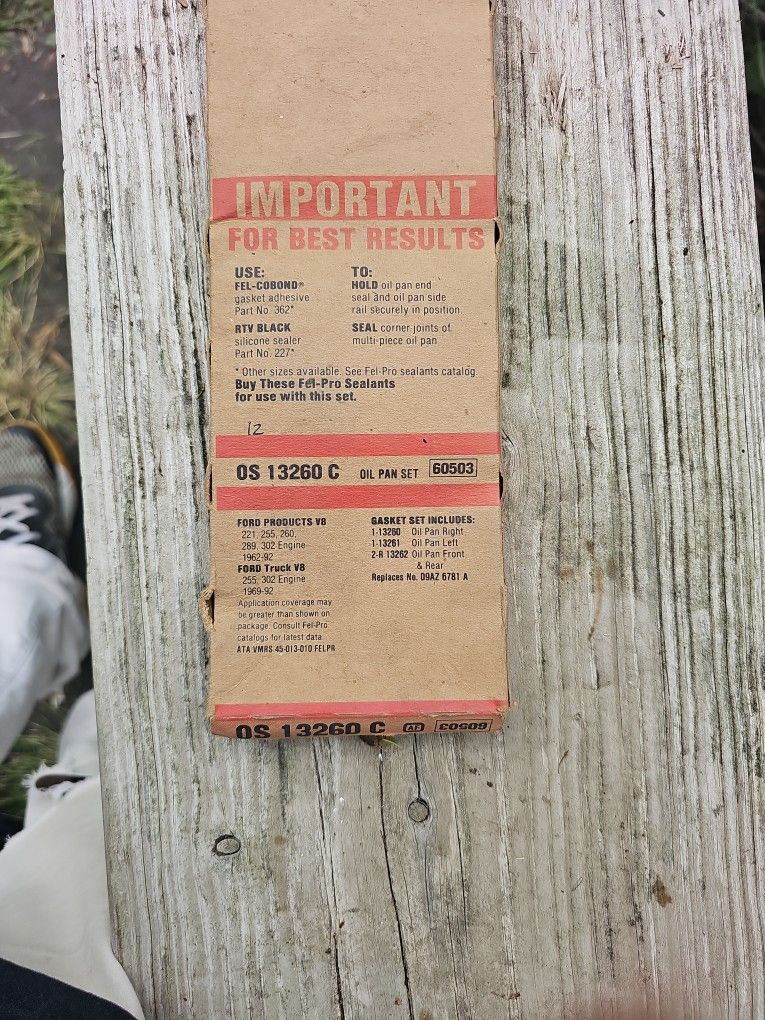 IMPORTANT
FOR BEST RESULTS
USE:
FEL-COBOND®
gasket adhesive
Part No. 362*
TO:
HOLD oil pan end
seal and oil pan side
rail securely in position.
RTV BLACK
silicone sealer
Part No. 227*
SEAL corner joints of
multi-piece oil pan
* Other sizes available. See Fel-Pro sealants catalog.
Buy These Fel-Pro Sealants
for use with this set.
12
OS 13260 C OIL PAN SET 60503
FORD PRODUCTS V8
221, 255, 260,
289, 302 Engine
1962-92
FORD Truck V8
255, 302 Engine
1969-92
Application coverage may
be greater than shown on
package. Consult Fel-Pro
catalogs for latest data
ATA VMRS 45-013-010 FELPR
GASKET SET INCLUDES:
1-13260 Oil Pan Right
1-13261 Oil Pan Left
2-R 13262 Oil Pan Front
& Rear
Replaces No. D9AZ 6781 A
OS 13260 C 60503